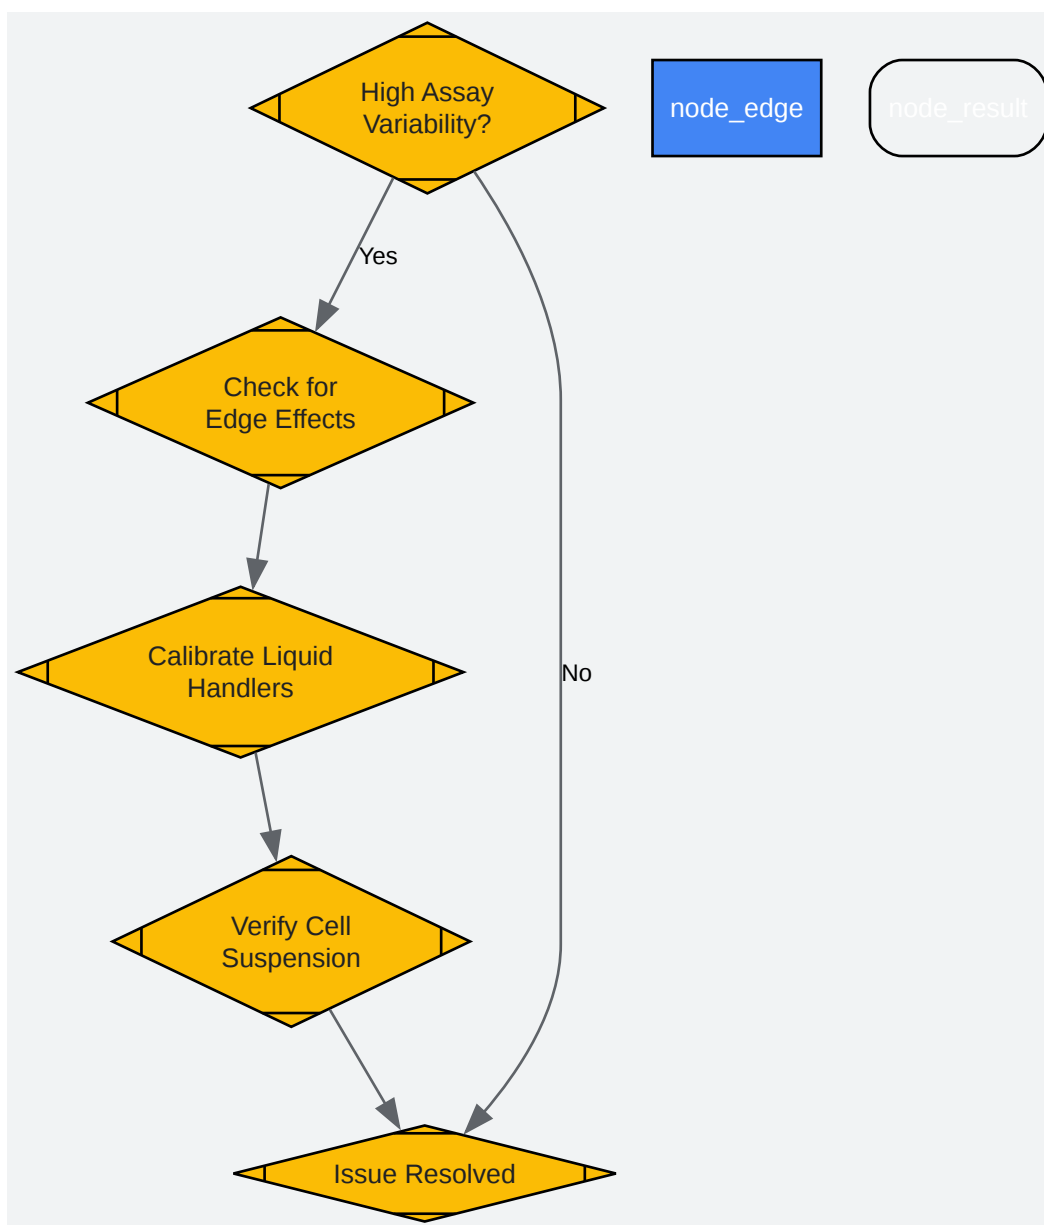 High Assay
Variability?
node_edge
node_result
Yes
Check for
Edge Effects
Calibrate Liquid
Handlers
No
Verify Cell
Suspension
Issue Resolved